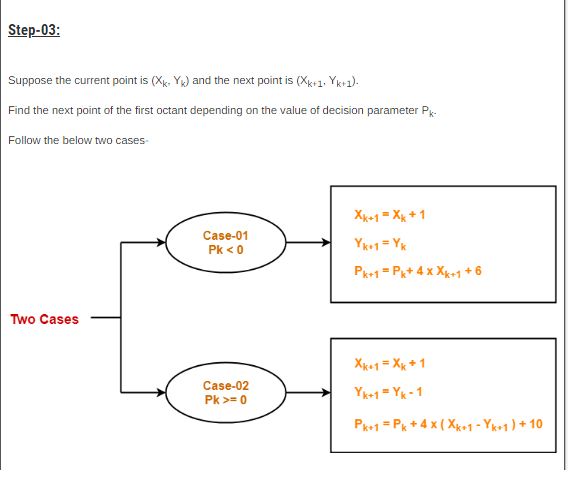 Step-03:
Suppose the current point is (Xk, Yk) and the next point is (Xk+1, Yk+1).
Find the next point of the first octant depending on the value of decision parameter Pk.
Follow the below two cases-
Two Cases
Case-01
Pk < 0
Xk+1 = Xk + 1
Yk+1 = Yk
Pk+1 = Pk+ 4 x Xk+1 + 6
Case-02
Pk >= 0
Xk+1 = Xk + 1
Yk+1 = Yk - 1
Pk+1 = Pk + 4 x ( Xk+1 - Yk+1 ) + 10